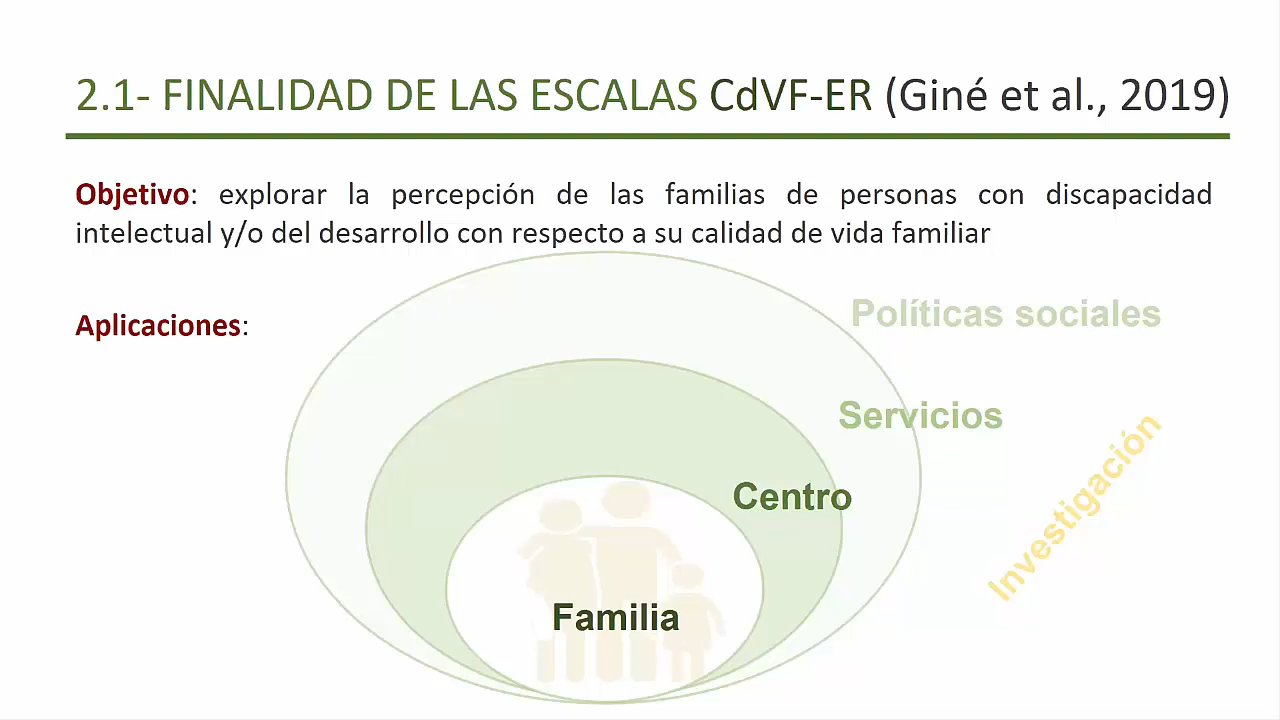 2.1- FINALIDAD DE LAS ESCALAS CdVF-ER (Giné et al., 2019)
Objetivo: explorar la percepción de las familias de personas con discapacidad
intelectual y/o del desarrollo con respecto a su calidad de vida familiar
Aplicaciones:
Políticas sociales
Servicios
Centro
Familia
Investigación